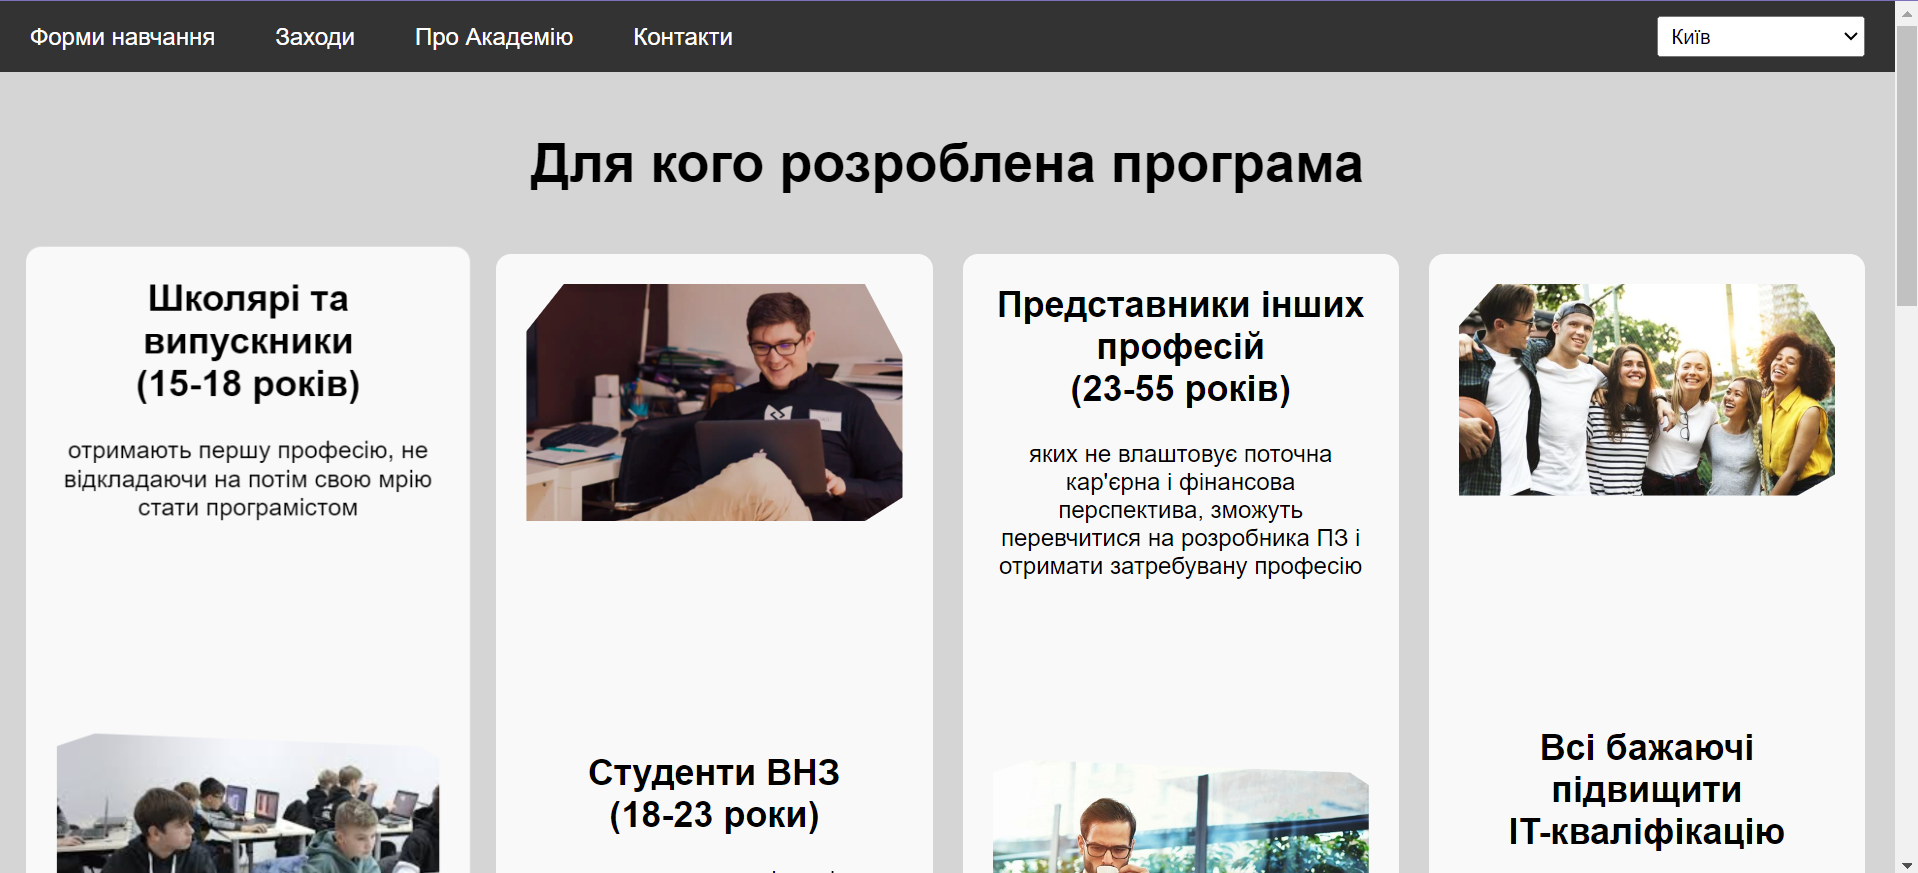 Форми навчання
Заходи
Про Академію
Контакти
Київ
Для кого розроблена програма
Школярі та
випускники
(15-18 років)
отримають першу професію, не
відкладаючи на потім свою мрію
стати програмістом
Студенти ВНЗ
(18-23 роки)
Представники інших
професій
(23-55 років)
яких не влаштовує поточна
кар'єрна і фінансова
перспектива, зможуть
перевчитися на розробника ПЗ і
отримати затребувану професію
Всі бажаючі
підвищити
ІТ-кваліфікацію